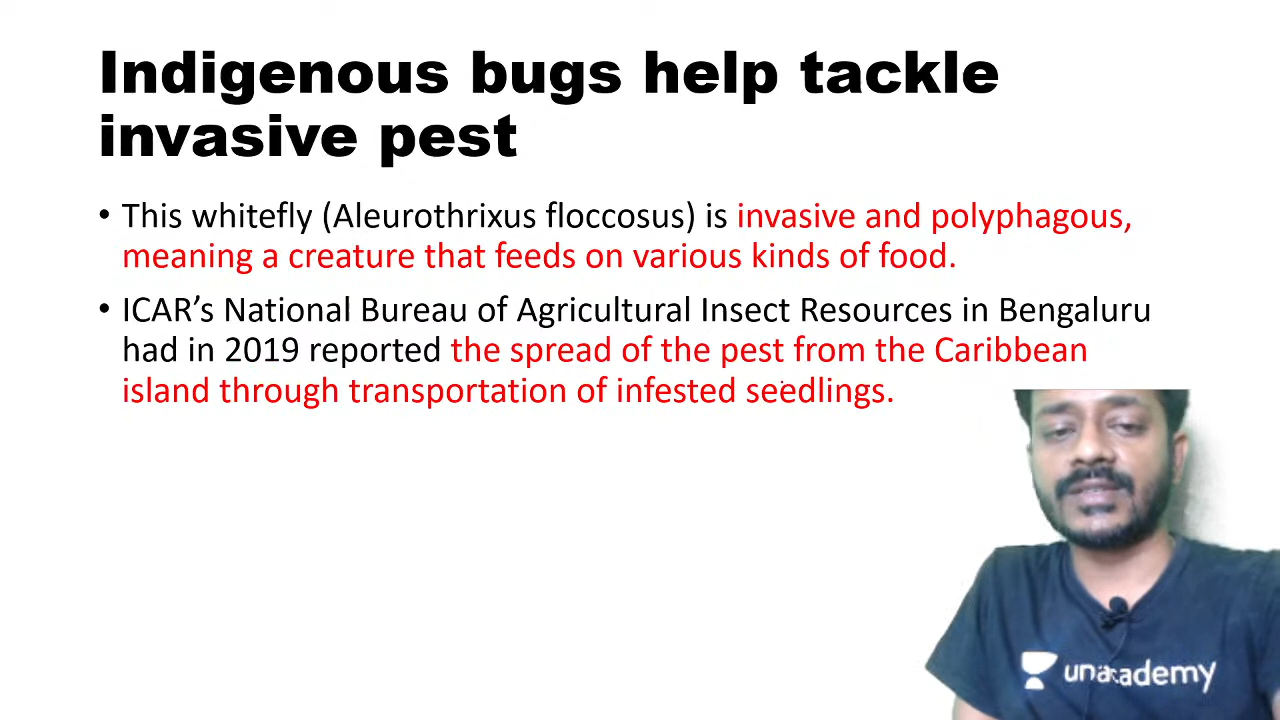 Indigenous bugs help tackle
invasive pest
• This whitefly (Aleurothrixus floccosus) is invasive and polyphagous,
meaning a creature that feeds on various kinds of food.
• ICAR’s National Bureau of Agricultural Insect Resources in Bengaluru
had in 2019 reported the spread of the pest from the Caribbean
island through transportation of infested seedlings.
unacademy